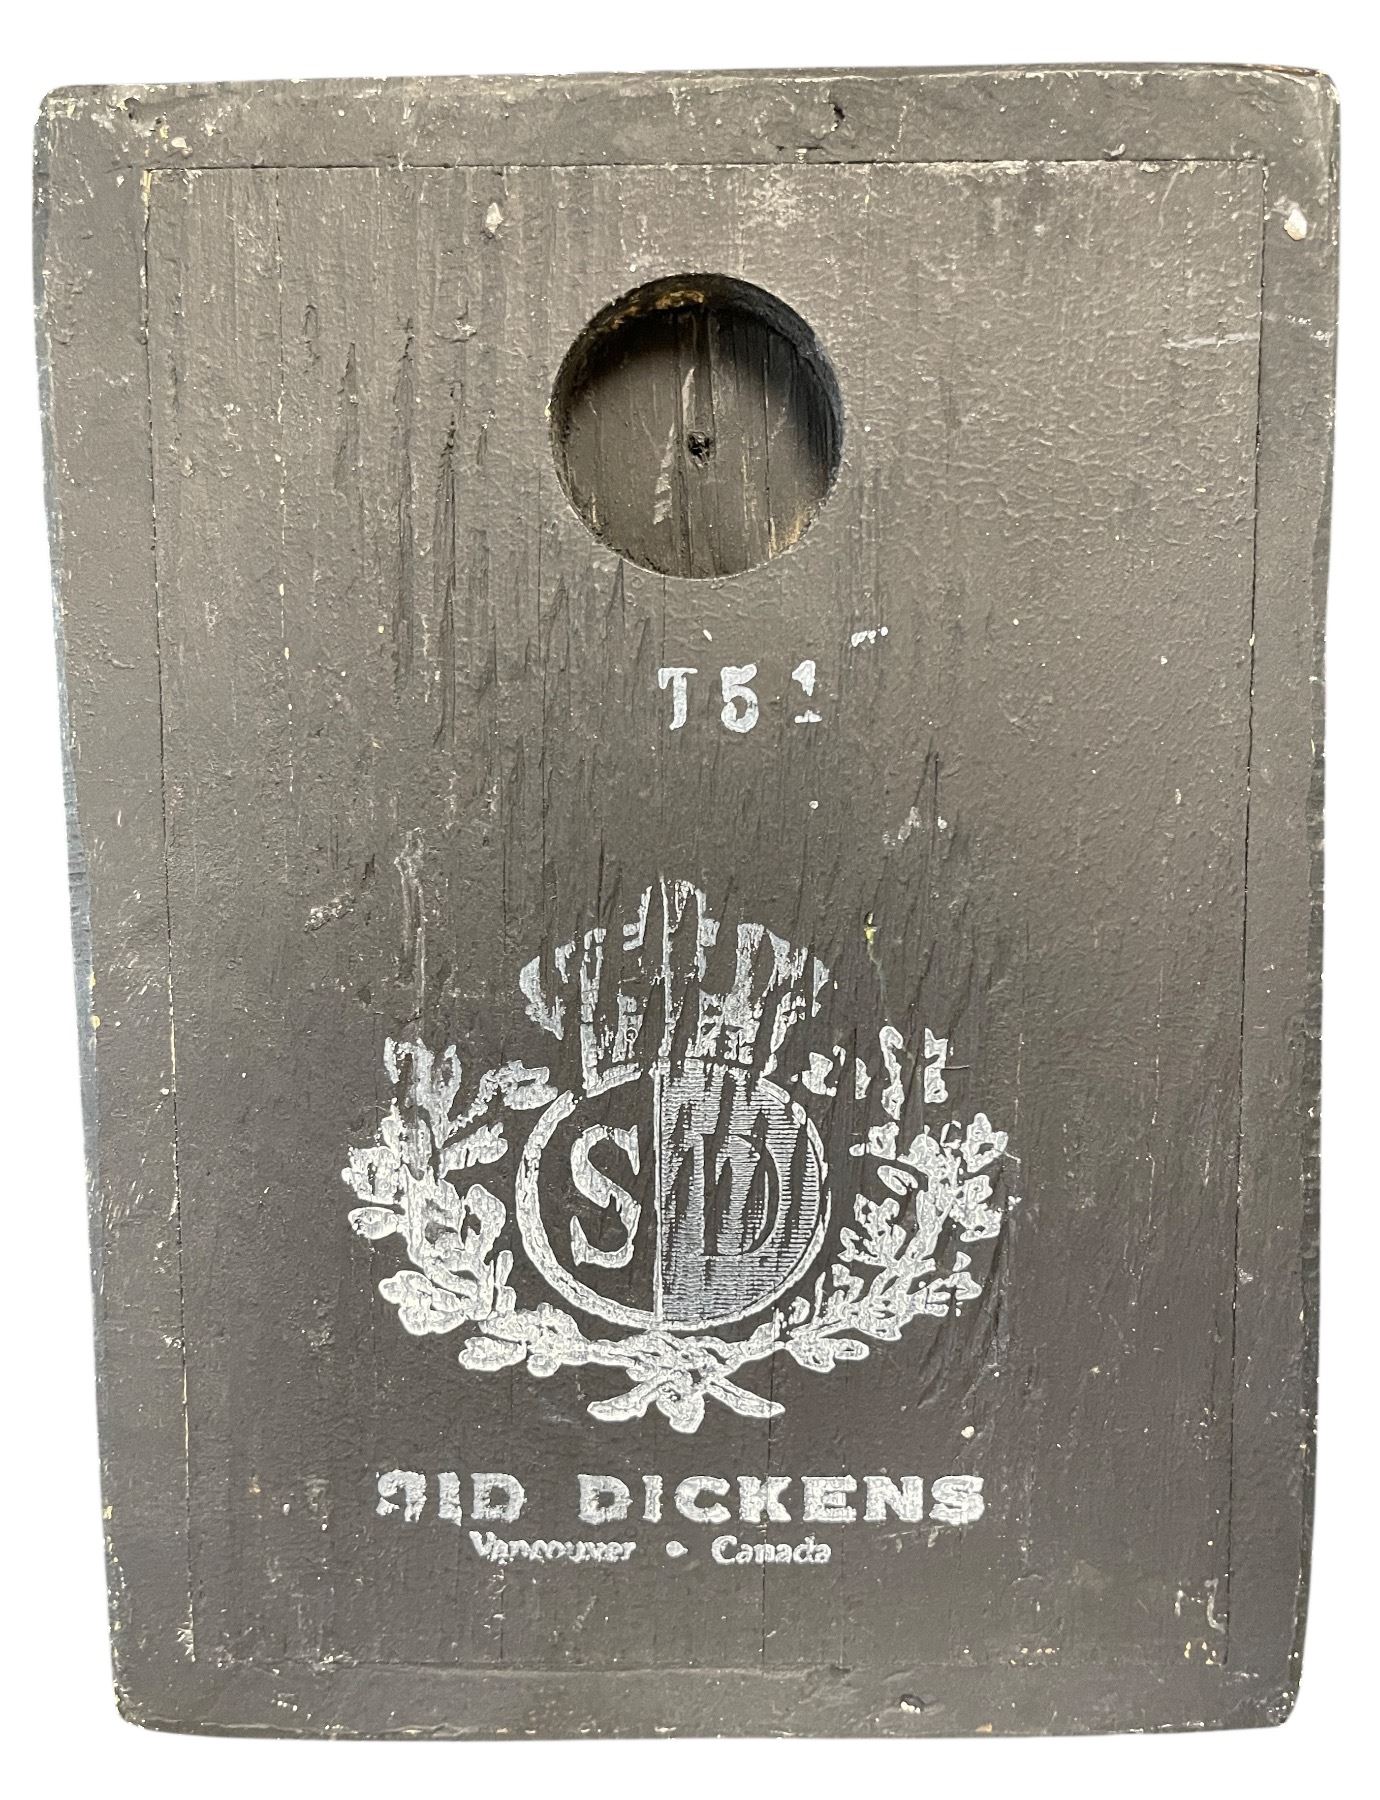 T51
SD
SID DICKENS
Vancouver • Canada